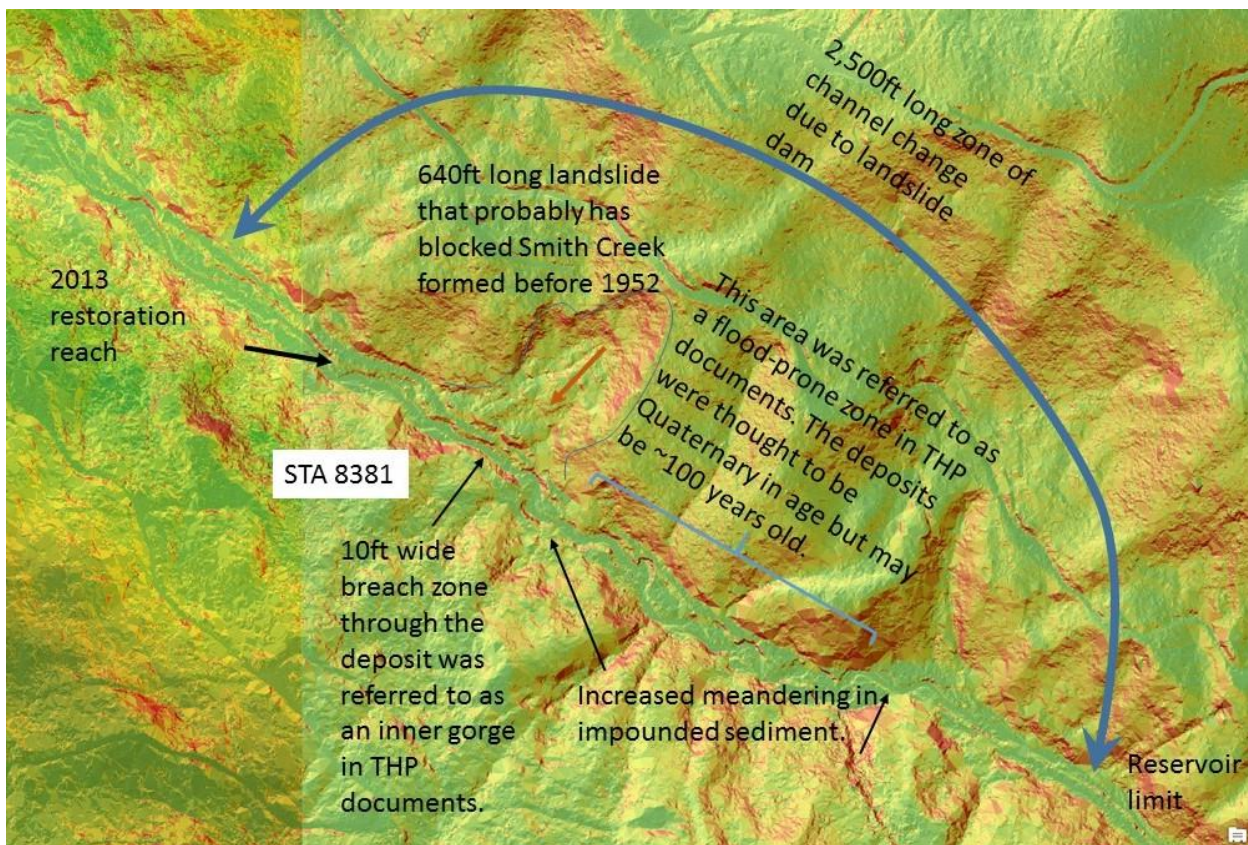 2,500ft long zone of
channel change
due to landslide
dam
640ft long landslide
that probably has
blocked Smith Creek
formed before 1952
2013
restoration
reach
This area was referred to as
a flood-prone zone in THP
documents. The deposits
were thought to be
Quaternary in age but may
be ~100 years old.
STA 8381
10ft wide
breach zone
through the
deposit was
referred to as
an inner gorge
in THP
documents.
Increased meandering in
impounded sediment.
Reservoir
limit